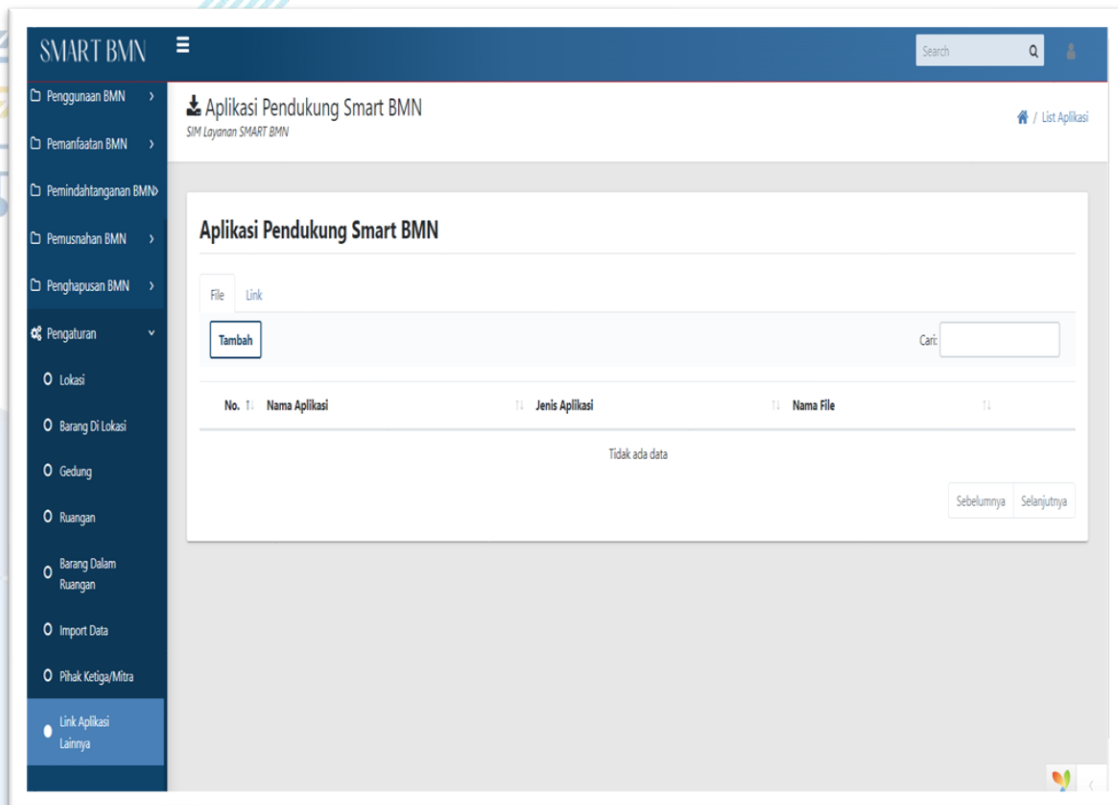 SMART BMN
Search
Penggunaan BMN
Pemanfaatan BMN
Pemindahtanganan BMN
Pemusnahan BMN
Penghapusan BMN
Pengaturan
Lokasi
Barang Di Lokasi
Gedung
Ruangan
Barang Dalam
Ruangan
Import Data
Pihak Ketiga/Mitra
Link Aplikasi
Lainnya
Aplikasi Pendukung Smart BMN
SIM Layanan SMART BMN
/ List Aplikasi
Aplikasi Pendukung Smart BMN
File Link
Tambah
Cari:
No. Nama Aplikasi Jenis Aplikasi Nama File
Tidak ada data
Sebelumnya Selanjutnya